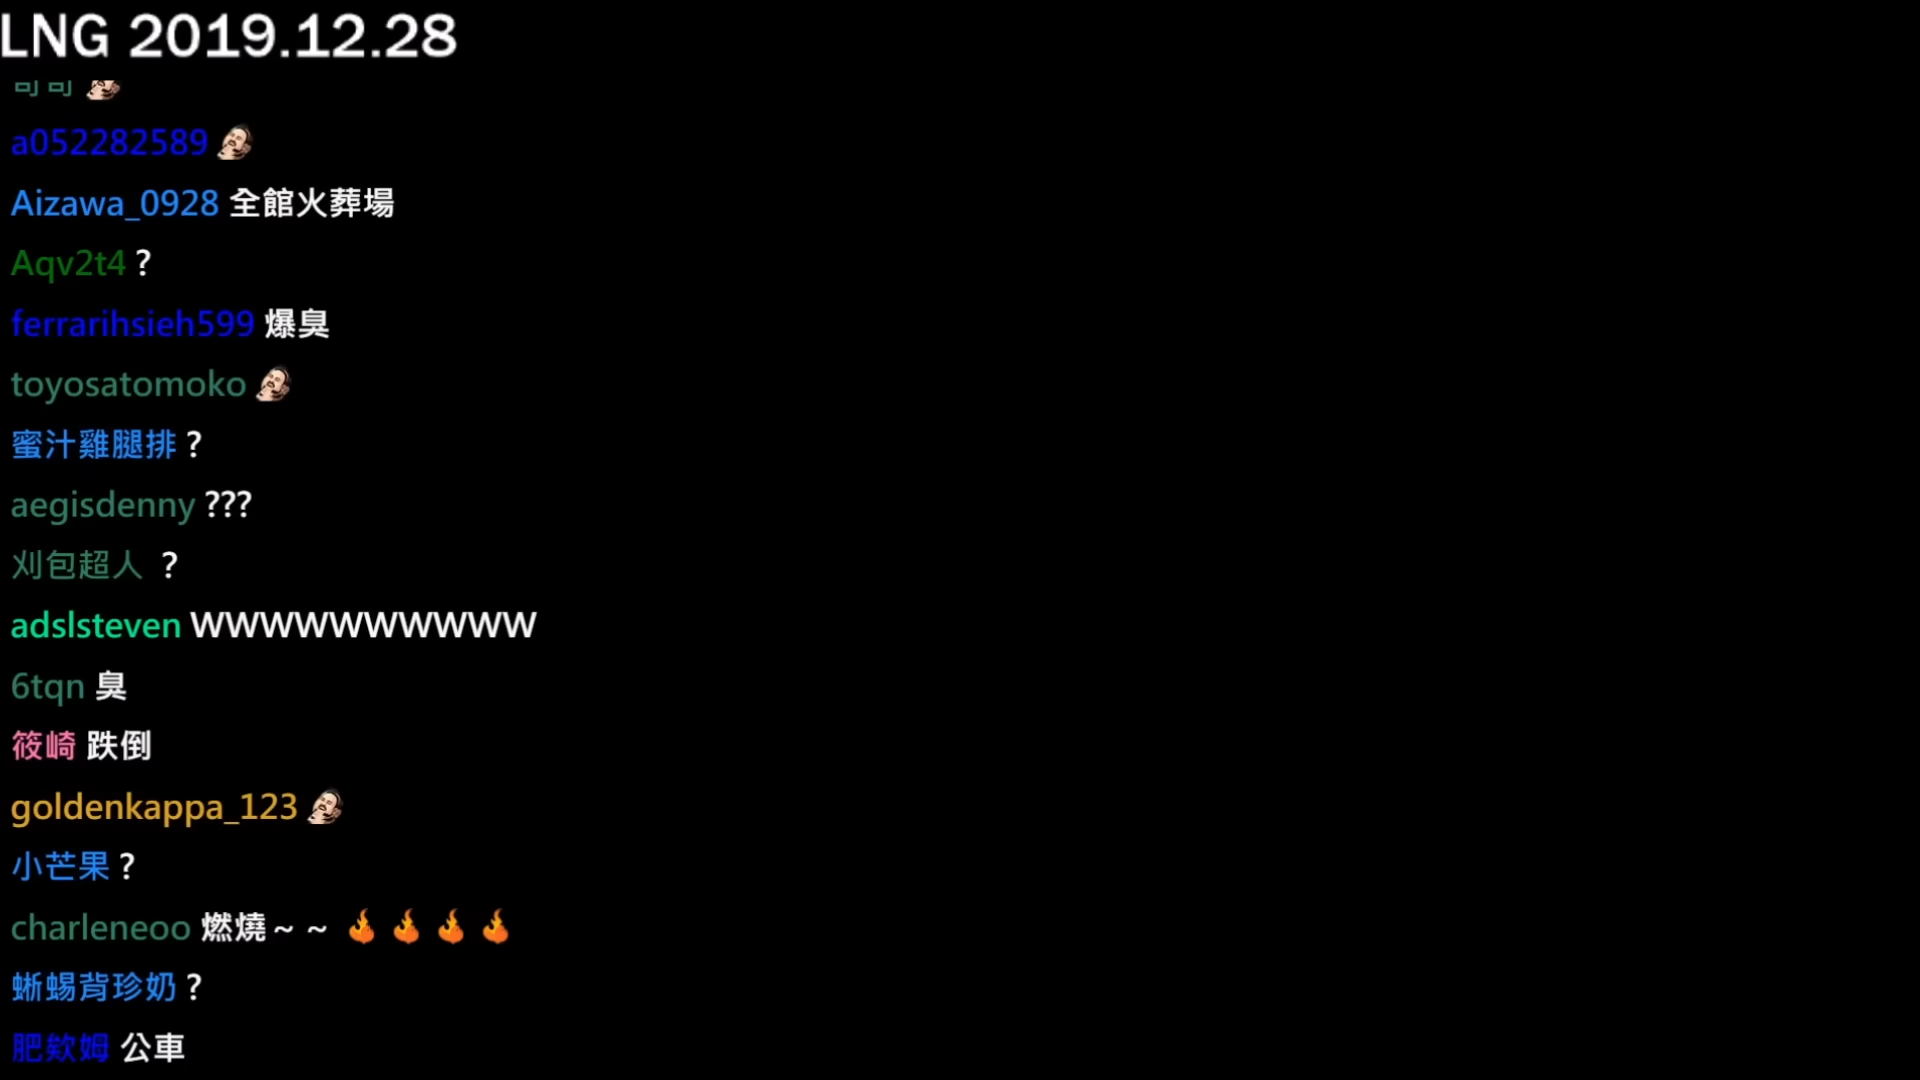 LNG 2019.12.28
a052282589
Aizawa_0928 全館火葬場
Aqv2t4 ?
ferrarihsieh599 爆臭
toyosatomoko
蜜汁雞腿排 ?
aegisdenny ???
刈包超人 ？
adslsteven WWWWWWWWWW
6tqn 臭
筱崎 跌倒
goldenkappa_123
小芒果 ?
charleneoo 燃燒~ ~ 🔥 🔥 🔥 🔥
蜥蜴背珍奶 ?
肥欸姆 公車